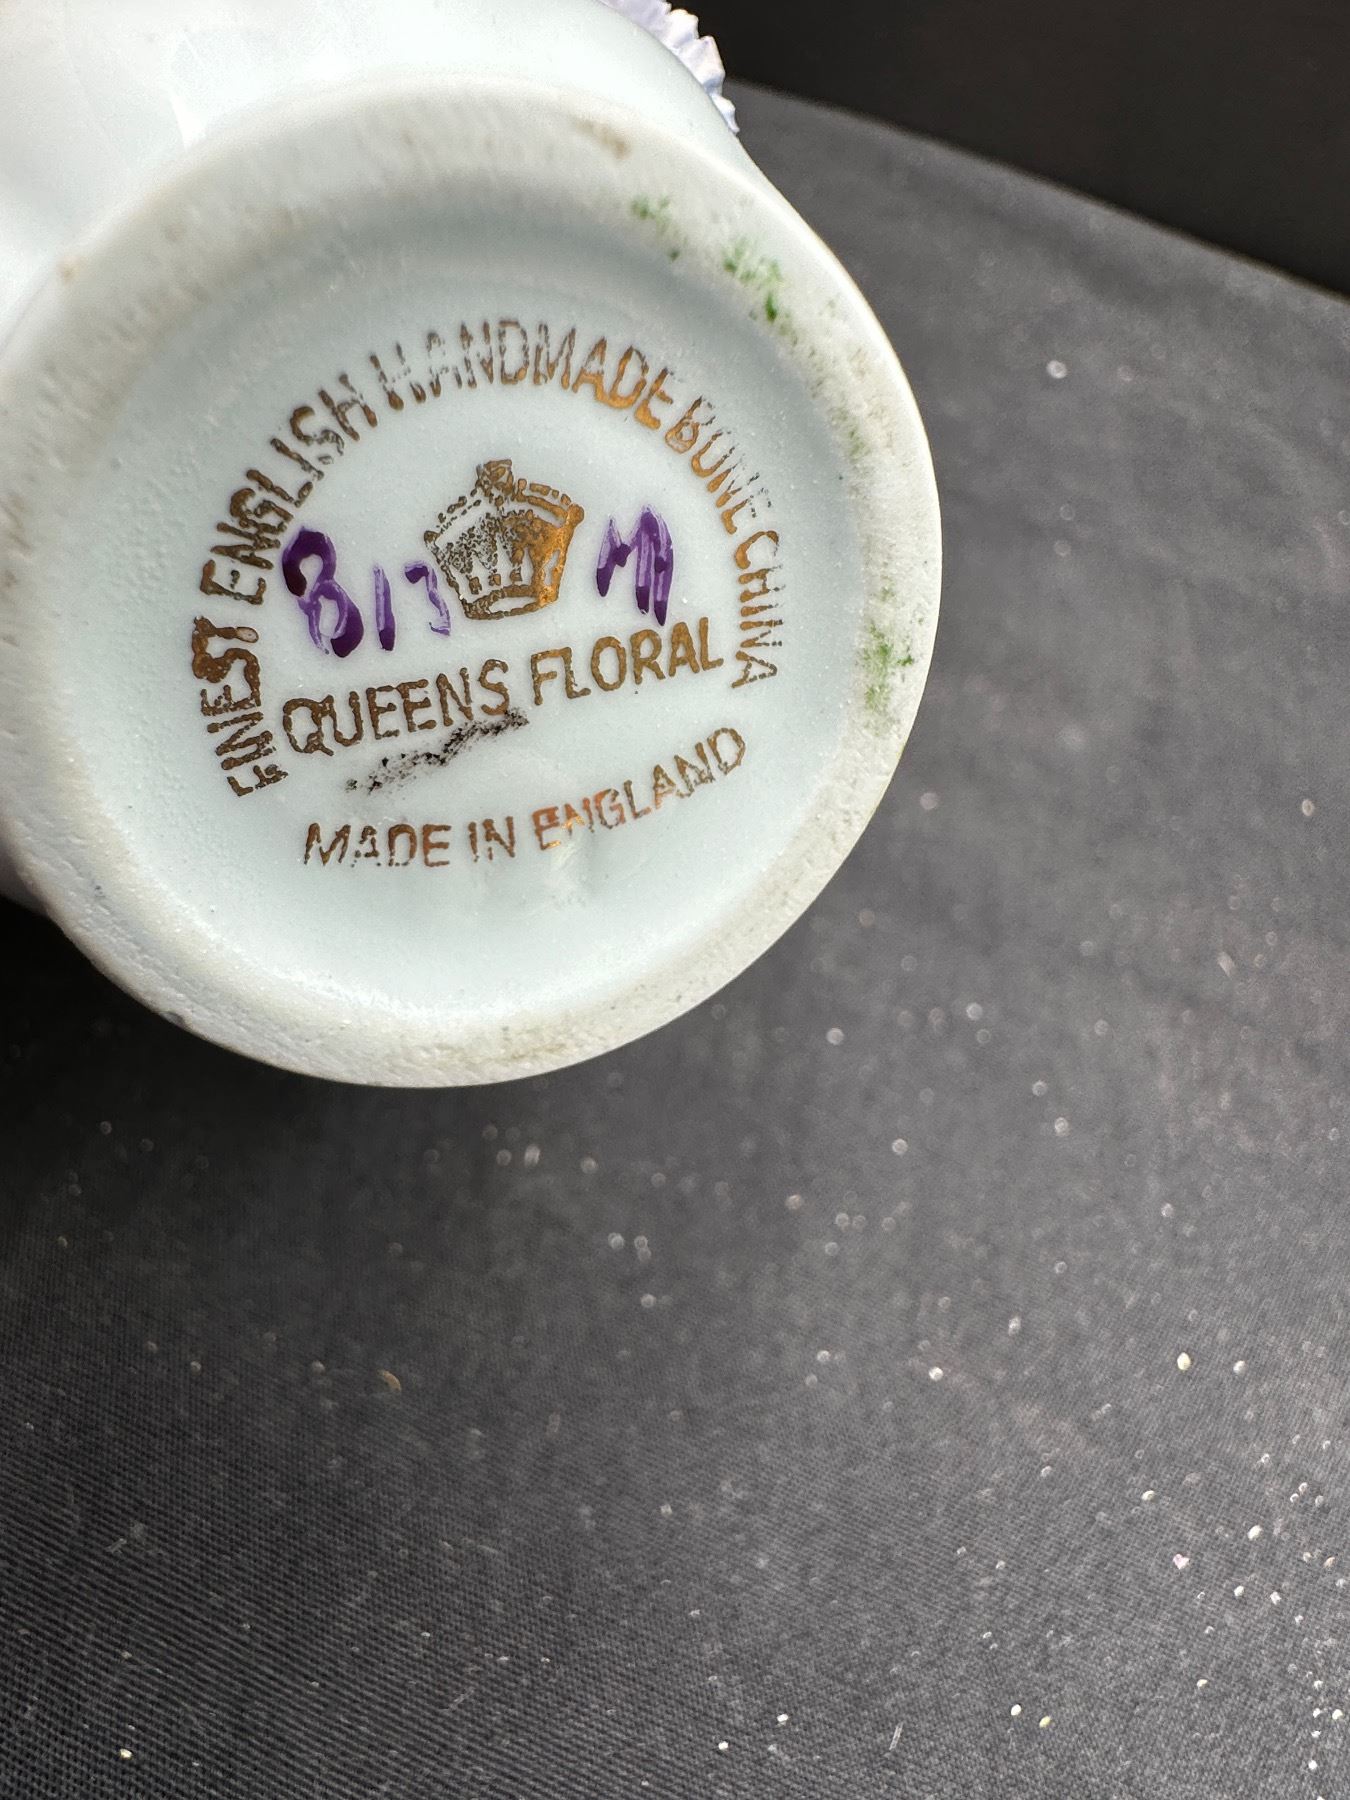 FINEST ENGLISH HANDMADE BONE CHINA
813 M
QUEENS FLORAL
MADE IN ENGLAND